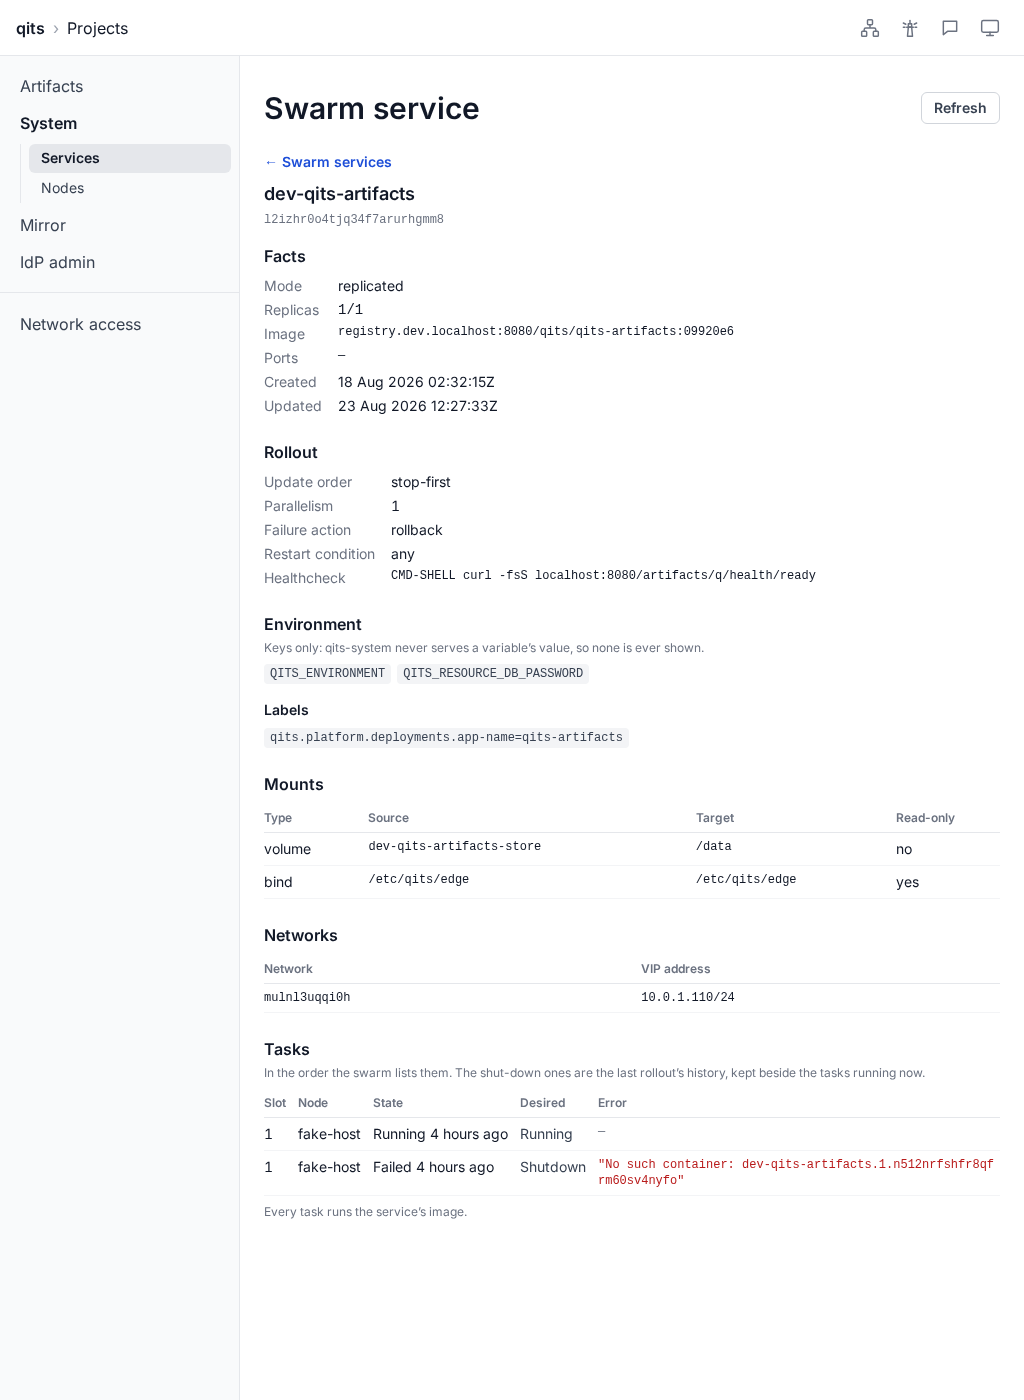 qits › Projects
Artifacts
System
Services
Nodes
Mirror
IdP admin
Network access
Swarm service
Refresh
← Swarm services
dev-qits-artifacts
l2izhr0o4tjq34f7arurhgmm8
Facts
Mode replicated
Replicas 1/1
Image registry.dev.localhost:8080/qits/qits-artifacts:09920e6
Ports —
Created 18 Aug 2026 02:32:15Z
Updated 23 Aug 2026 12:27:33Z
Rollout
Update order stop-first
Parallelism 1
Failure action rollback
Restart condition any
Healthcheck CMD-SHELL curl -fsS localhost:8080/artifacts/q/health/ready
Environment
Keys only: qits-system never serves a variable’s value, so none is ever shown.
QITS_ENVIRONMENT QITS_RESOURCE_DB_PASSWORD
Labels
qits.platform.deployments.app-name=qits-artifacts
Mounts
Type Source Target Read-only
volume dev-qits-artifacts-store /data no
bind /etc/qits/edge /etc/qits/edge yes
Networks
Network VIP address
mulnl3uqqi0h 10.0.1.110/24
Tasks
In the order the swarm lists them. The shut-down ones are the last rollout’s history, kept beside the tasks running now.
Slot Node State Desired Error
1 fake-host Running 4 hours ago Running —
1 fake-host Failed 4 hours ago Shutdown "No such container: dev-qits-artifacts.1.n512nrfshfr8qf
rm60sv4nyfo"
Every task runs the service’s image.